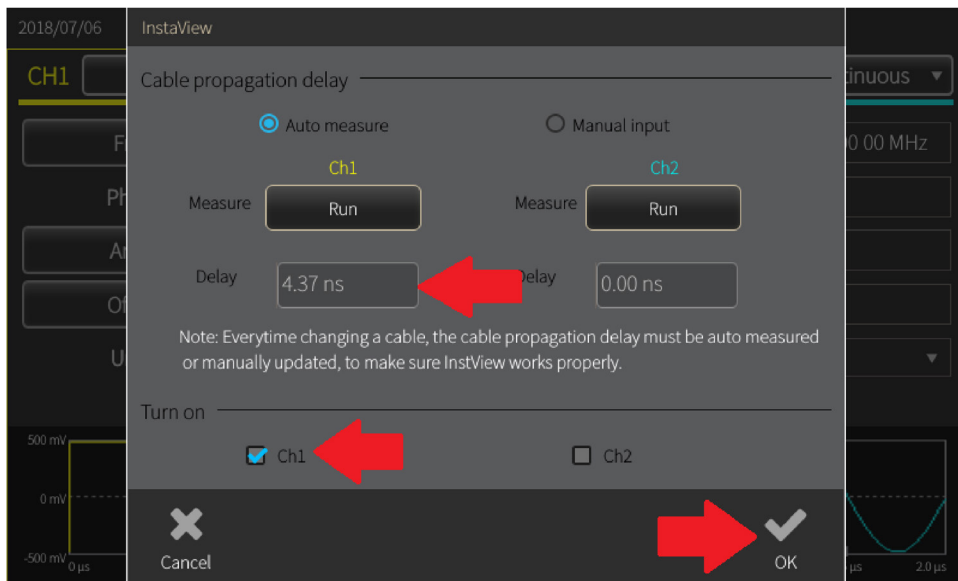 2018/07/06
InstaView
CH1
Cable propagation delay
Auto measure
Manual input
00 00 MHz
Ch1
Ch2
Measure
Run
Measure
Run
Delay
4.37 ns
0.00 ns
Note: Everytime changing a cable, the cable propagation delay must be auto measured
or manually updated, to make sure InstView works properly.
Turn on
500 mV
Ch1
Ch2
0 mV
-500 mV
0 µs
Cancel
OK
2.0 µs